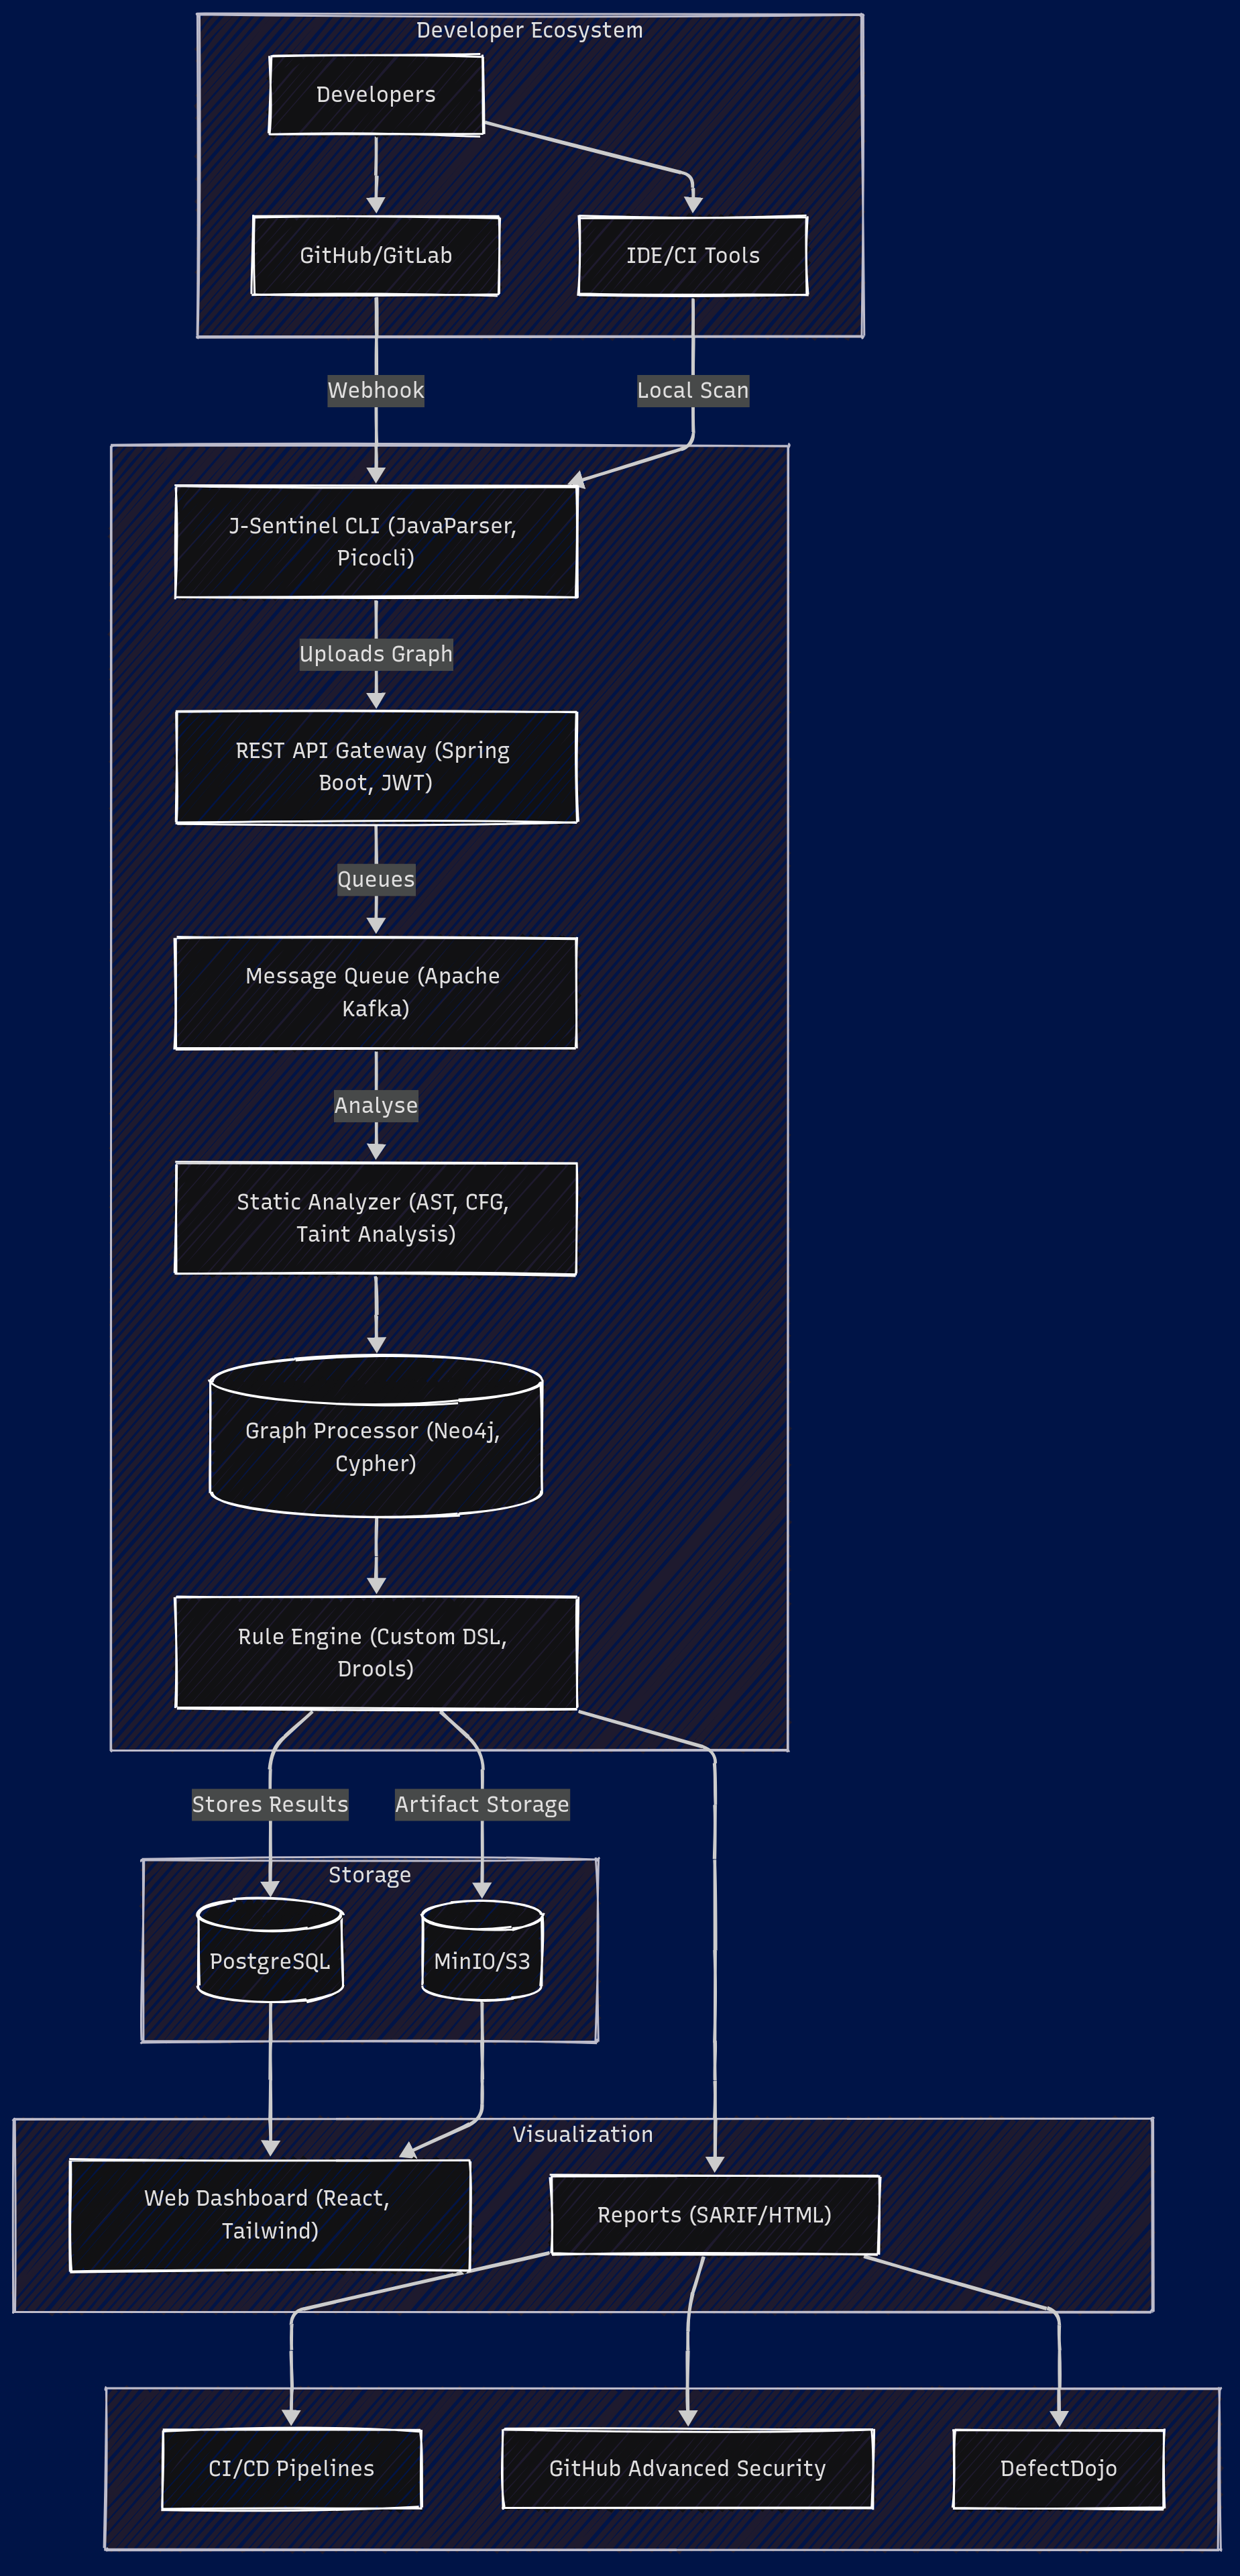 Developer Ecosystem
Developers
GitHub/GitLab
IDE/CI Tools
Webhook
Local Scan
J-Sentinel CLI (JavaParser,
Picocli)
Uploads Graph
REST API Gateway (Spring
Boot, JWT)
Queues
Message Queue (Apache
Kafka)
Analyse
Static Analyzer (AST, CFG,
Taint Analysis)
Graph Processor (Neo4j,
Cypher)
Rule Engine (Custom DSL,
Drools)
Stores Results
Artifact Storage
Storage
PostgreSQL
MinIO/S3
Visualization
Web Dashboard (React,
Tailwind)
Reports (SARIF/HTML)
CI/CD Pipelines
GitHub Advanced Security
DefectDojo